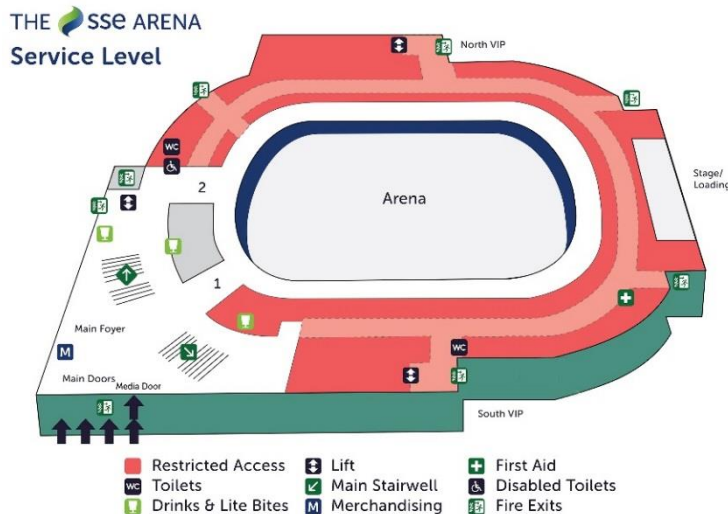 THE sse ARENA
Service Level
North VIP
WC
2
Stage/
Loading
Arena
1
Main Foyer
M
WC
Main Doors
Media Door
South VIP
Restricted Access
Lift
First Aid
WC
Toilets
Main Stairwell
Disabled Toilets
Drinks & Lite Bites
M
Merchandising
Fire Exits